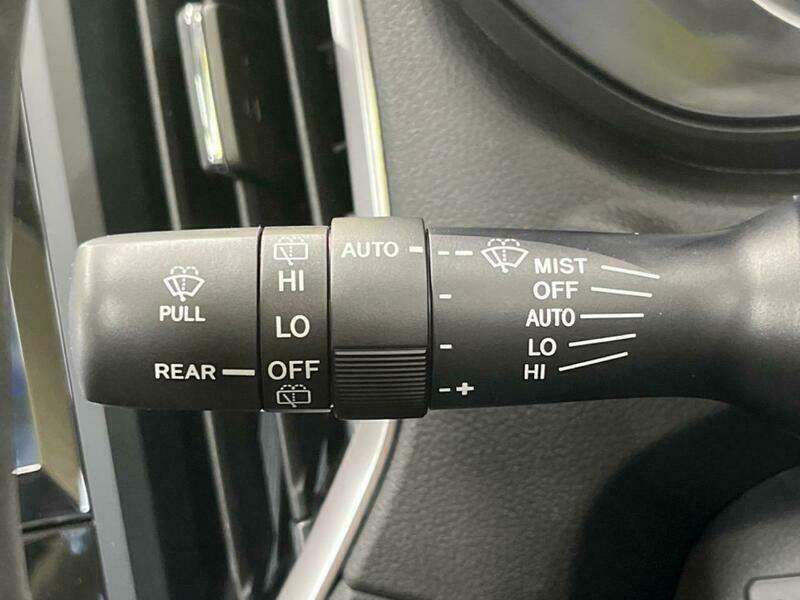 PULL
REAR
HI
LO
OFF
AUTO
- +
MIST
OFF
AUTO
LO
HI